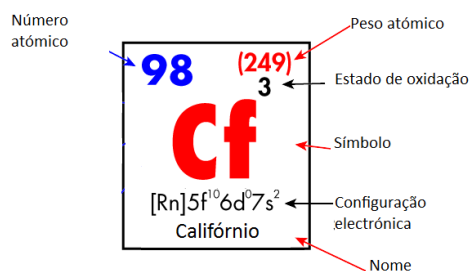 Número
atómico
Peso atómico
98
(249)
3
Estado de oxidação
Cf
Símbolo
[Rn]5f¹⁰6d⁰7s²
Configuração
electrónica
Califórnio
Nome